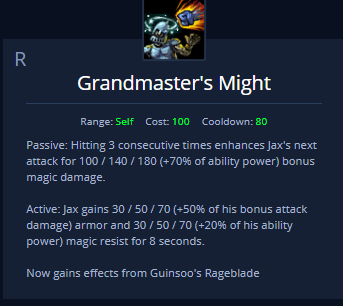 R
Grandmaster's Might
Range: Self Cost: 100 Cooldown: 80
Passive: Hitting 3 consecutive times enhances Jax's next
attack for 100 / 140 / 180 (+70% of ability power) bonus
magic damage.
Active: Jax gains 30 / 50 / 70 (+50% of his bonus attack
damage) armor and 30 / 50 / 70 (+20% of his ability
power) magic resist for 8 seconds.
Now gains effects from Guinsoo's Rageblade